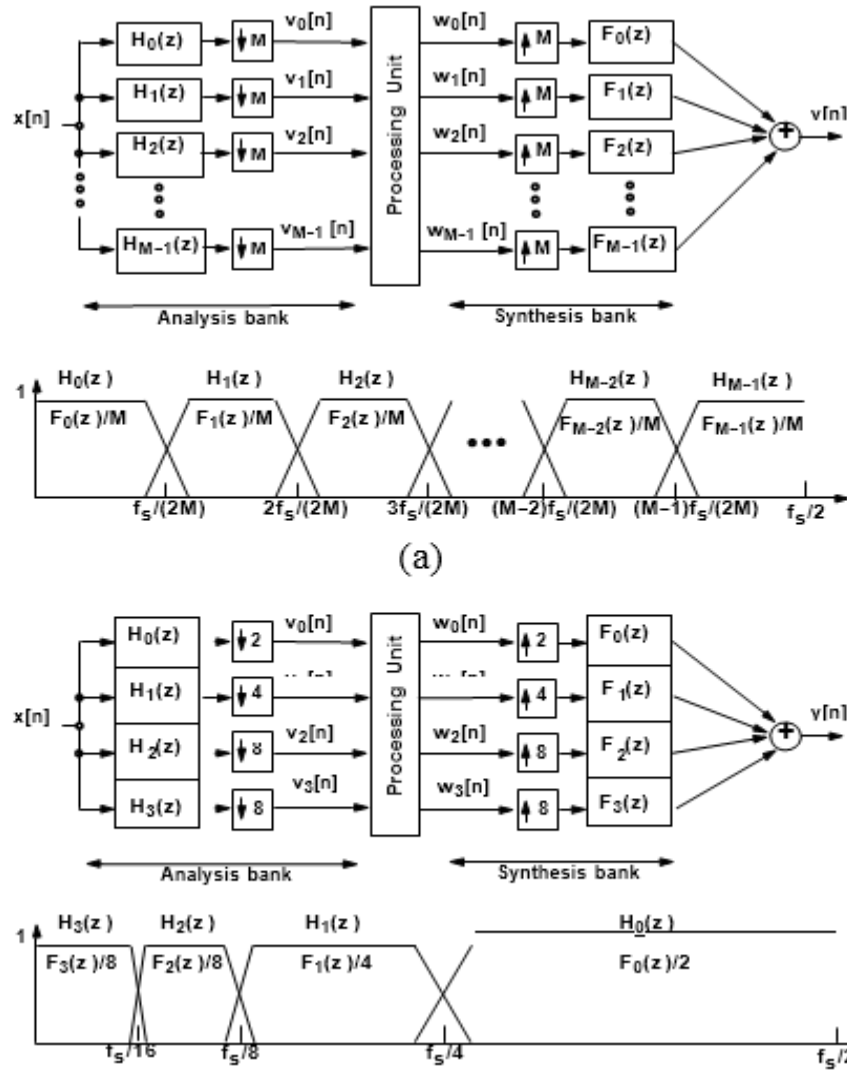 H0(z) ↓M v0[n] w0[n] ↑M F0(z)
H1(z) ↓M v1[n] w1[n] ↑M F1(z)
x[n] + y[n]
H2(z) ↓M v2[n] w2[n] ↑M F2(z)
Processing Unit
HM−1(z) ↓M vM−1[n] wM−1[n] ↑M FM−1(z)
Analysis bank Synthesis bank
1 H0(z) H1(z) H2(z) HM−2(z) HM−1(z)
F0(z)/M F1(z)/M F2(z)/M FM−2(z)/M FM−1(z)/M
fs/(2M) 2fs/(2M) 3fs/(2M) (M−2)fs/(2M) (M−1)fs/(2M) fs/2
(a)
H0(z) ↓2 v0[n] w0[n] ↑2 F0(z)
H1(z) ↓4 ↑4 F1(z)
x[n] + y[n]
H2(z) ↓8 v2[n] w2[n] ↑8 F2(z)
Processing Unit
H3(z) ↓8 v3[n] w3[n] ↑8 F3(z)
Analysis bank Synthesis bank
1 H3(z) H2(z) H1(z) H0(z)
F3(z)/8 F2(z)/8 F1(z)/4 F0(z)/2
fs/16 fs/8 fs/4 fs/2